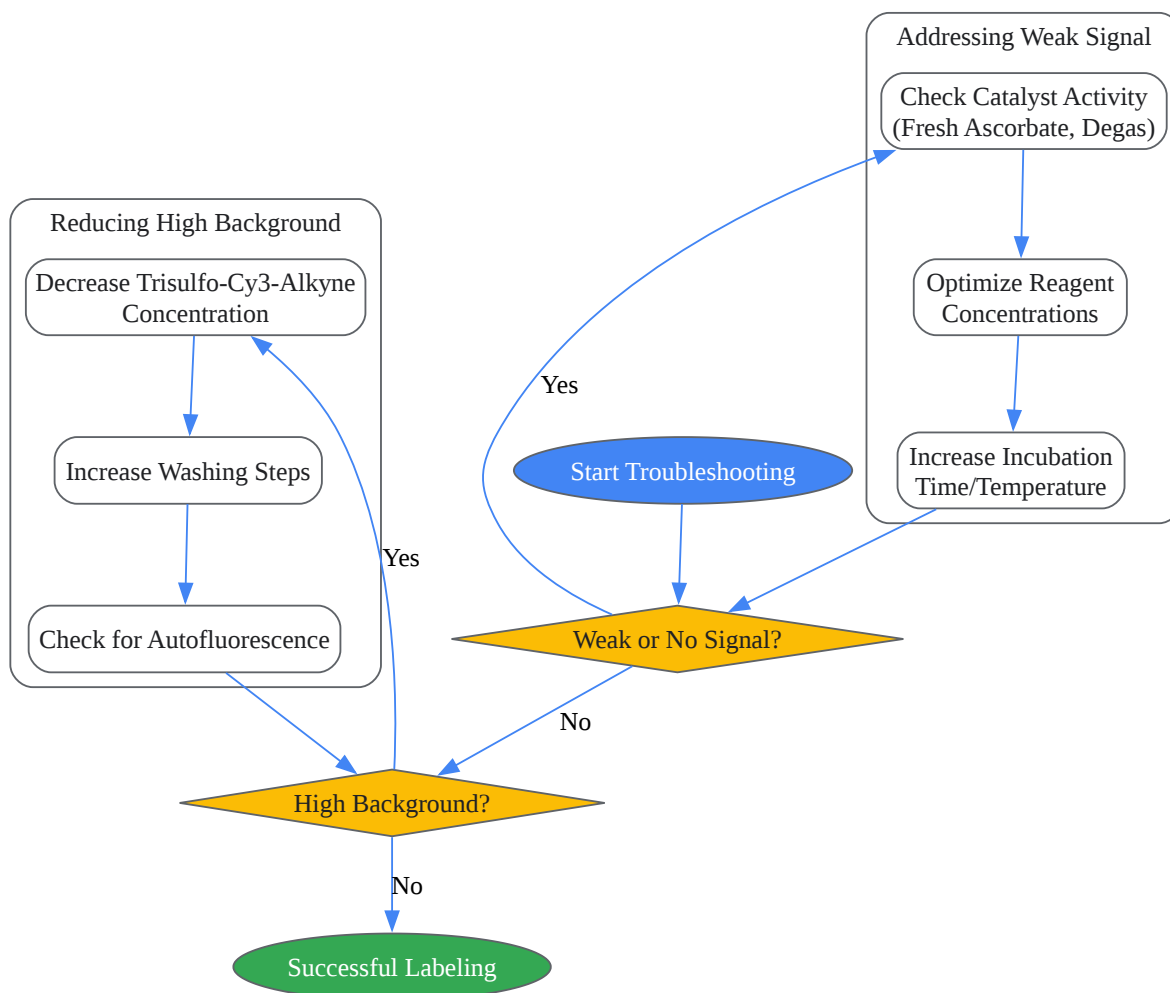 Addressing Weak Signal
Check Catalyst Activity
(Fresh Ascorbate, Degas)
Reducing High Background
Decrease Trisulfo-Cy3-Alkyne
Concentration
Optimize Reagent
Concentrations
Yes
Increase Washing Steps
Start Troubleshooting
Increase Incubation
Time/Temperature
Yes
Check for Autofluorescence
Weak or No Signal?
No
High Background?
No
Successful Labeling